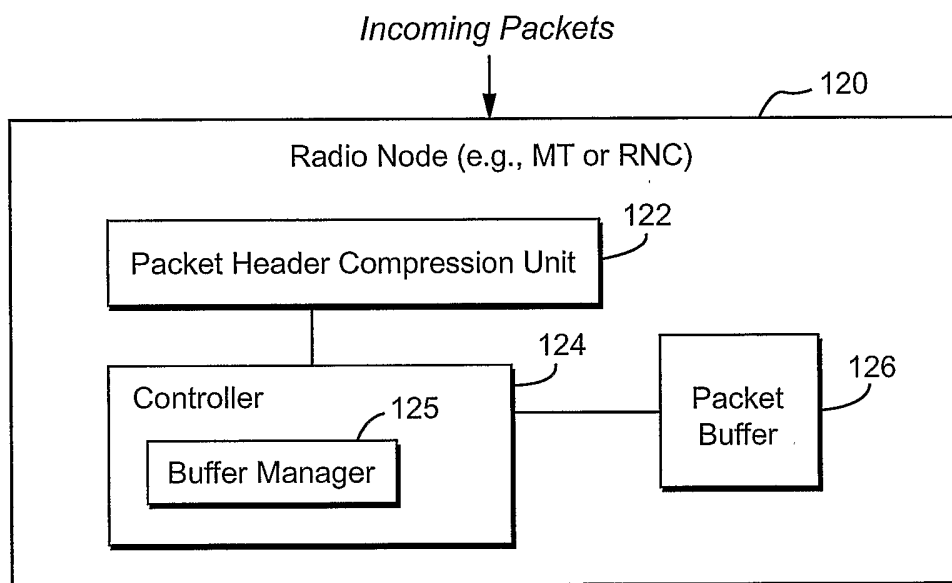 Incoming Packets
120
Radio Node (e.g., MT or RNC)
122
Packet Header Compression Unit
124
126
Controller
125
Buffer Manager
Packet
Buffer